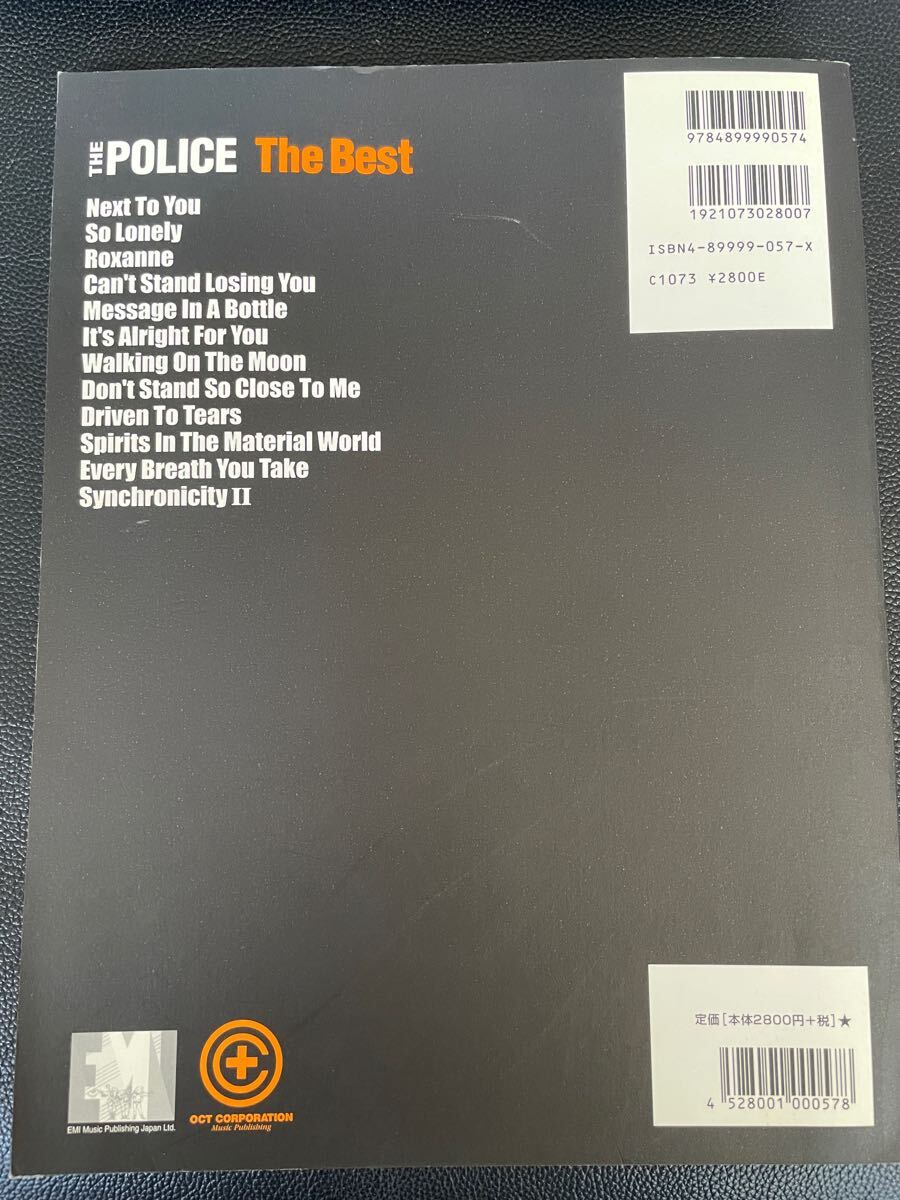 THE POLICE The Best
Next To You
So Lonely
Roxanne
Can't Stand Losing You
Message In A Bottle
It's Alright For You
Walking On The Moon
Don't Stand So Close To Me
Driven To Tears
Spirits In The Material World
Every Breath You Take
Synchronicity II
9784899990574
1921073028007
ISBN4-89999-057-X
C1073 ¥2800E
EMI
EMI Music Publishing Japan Ltd.
OCT CORPORATION
Music Publishing
定価[本体2800円+税]★
4 528001 000578